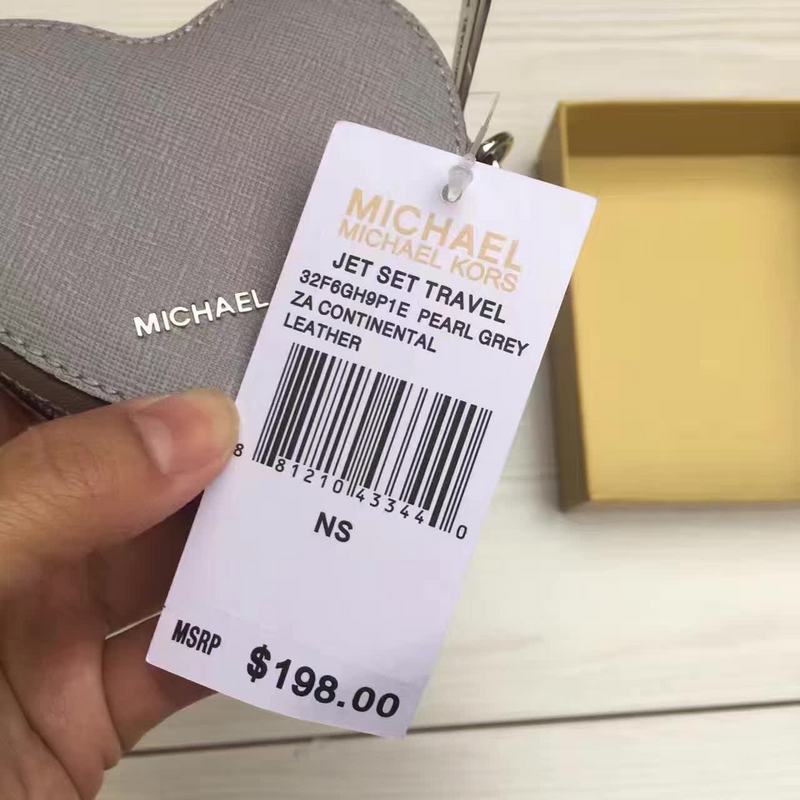 MICHAEL
MICHAEL
MICHAEL KORS
JET SET TRAVEL
32F6GH9P1E PEARL GREY
ZA CONTINENTAL
LEATHER
8 81210 43344 0
NS
MSRP $198.00